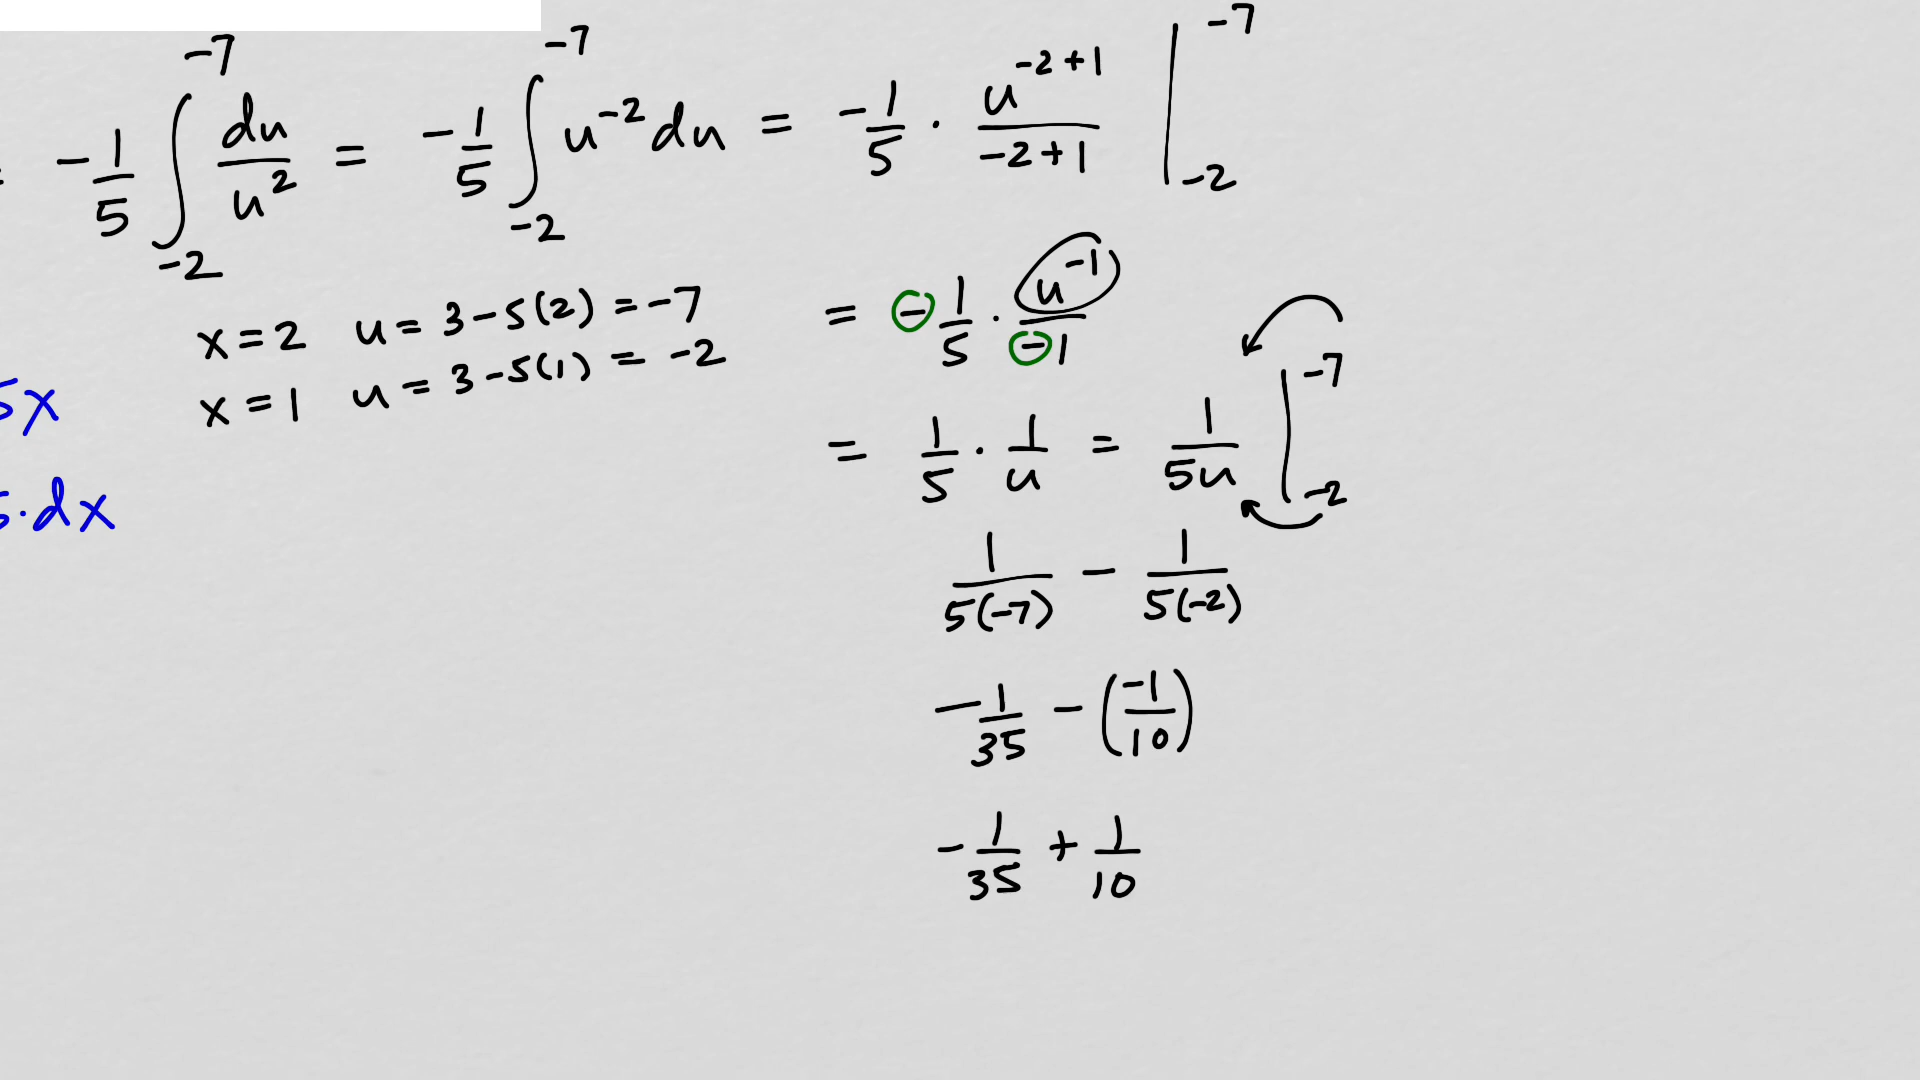 = -1/5 ∫_{-2}^{-7} du/u² = -1/5 ∫_{-2}^{-7} u⁻² du = -1/5 · u^{-2+1}/(-2+1) |_{-2}^{-7}
x = 2 u = 3 - 5(2) = -7
x = 1 u = 3 - 5(1) = -2
5x
5 · dx
= -1/5 · u⁻¹/-1
= 1/5 · 1/u = 1/5u |_{-2}^{-7}
1/5(-7) - 1/5(-2)
-1/35 - (-1/10)
-1/35 + 1/10